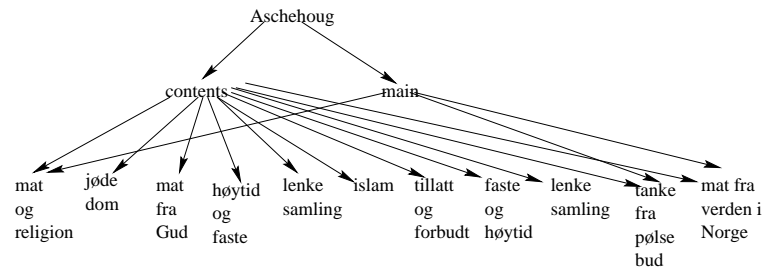 Aschehoug
contents
main
mat
og
religion
jøde
dom
mat
fra
Gud
høytid
og
faste
lenke
samling
islam
tillatt
og
forbudt
faste
og
høytid
lenke
samling
tanke
fra
pølse
bud
mat fra
verden i
Norge